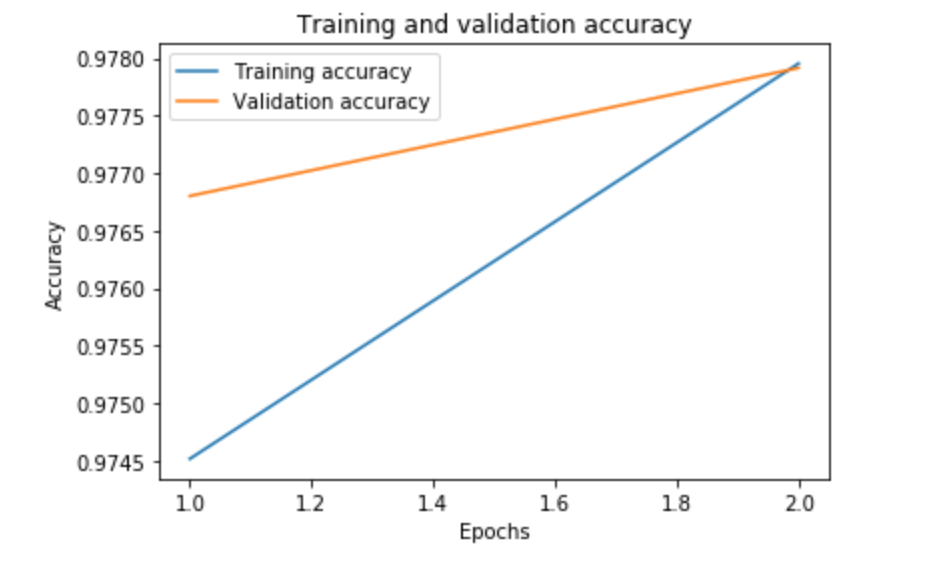 Training and validation accuracy
Training accuracy
Validation accuracy
0.9780
0.9775
0.9770
0.9765
0.9760
0.9755
0.9750
0.9745
Accuracy
1.0 1.2 1.4 1.6 1.8 2.0
Epochs